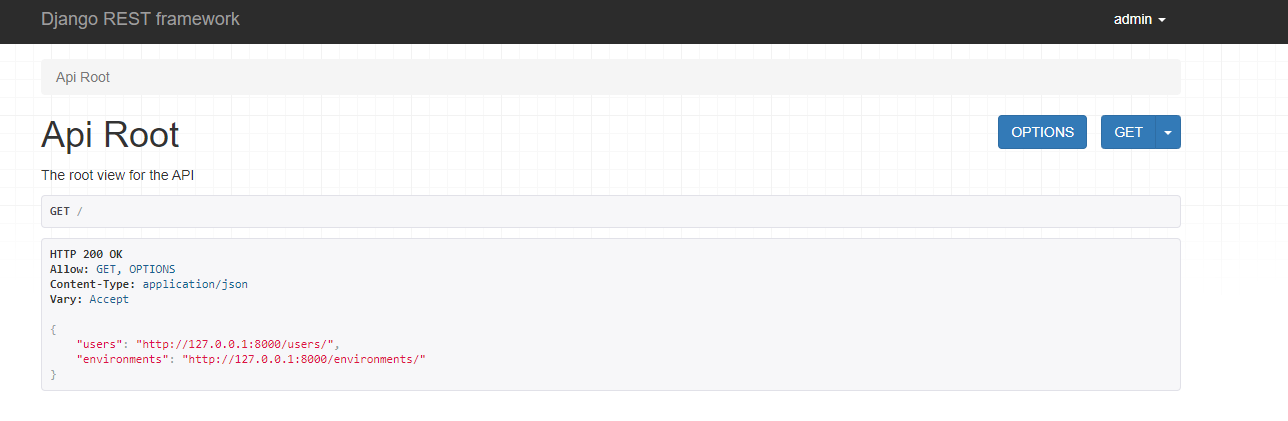 Django REST framework
admin
Api Root
Api Root
OPTIONS
GET
The root view for the API
GET /
HTTP 200 OK
Allow: GET, OPTIONS
Content-Type: application/json
Vary: Accept
{
    "users": "http://127.0.0.1:8000/users/",
    "environments": "http://127.0.0.1:8000/environments/"
}